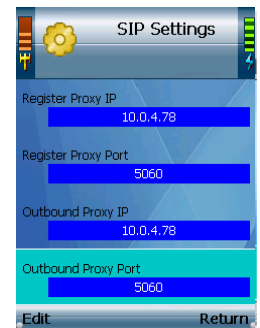 SIP Settings
Register Proxy IP
10.0.4.78
Register Proxy Port
5060
Outbound Proxy IP
10.0.4.78
Outbound Proxy Port
5060
Edit Return